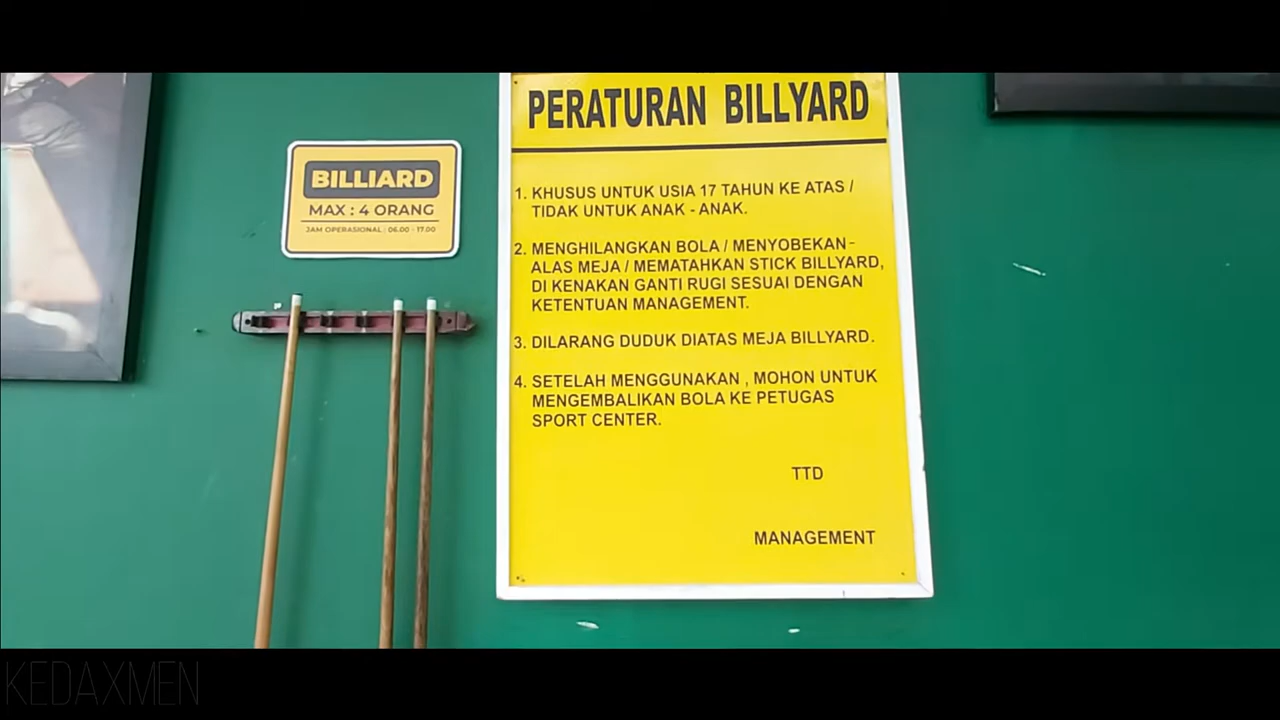 BILLIARD
MAX : 4 ORANG
JAM OPERASIONAL : 06.00 - 17.00
PERATURAN BILLYARD
1. KHUSUS UNTUK USIA 17 TAHUN KE ATAS /
TIDAK UNTUK ANAK - ANAK.
2. MENGHILANGKAN BOLA / MENYOBEKAN -
ALAS MEJA / MEMATAHKAN STICK BILLYARD,
DI KENAKAN GANTI RUGI SESUAI DENGAN
KETENTUAN MANAGEMENT.
3. DILARANG DUDUK DIATAS MEJA BILLYARD.
4. SETELAH MENGGUNAKAN , MOHON UNTUK
MENGEMBALIKAN BOLA KE PETUGAS
SPORT CENTER.
TTD
MANAGEMENT
KEDAXMEN